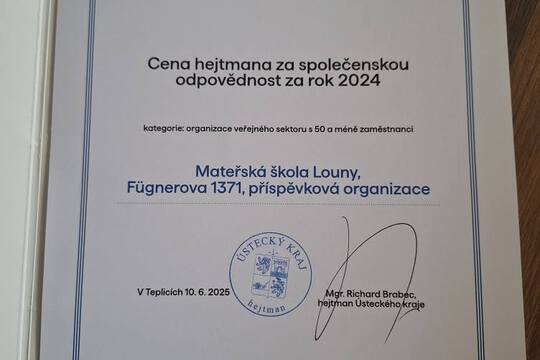 Cena hejtmana za společenskou
odpovědnost za rok 2024
kategorie: organizace veřejného sektoru s 50 a méně zaměstnanci
Mateřská škola Louny,
Fügnerova 1371, příspěvková organizace
ÚSTECKÝ KRAJ
hejtman
V Teplicích 10. 6. 2025
Mgr. Richard Brabec,
hejtman Ústeckého kraje